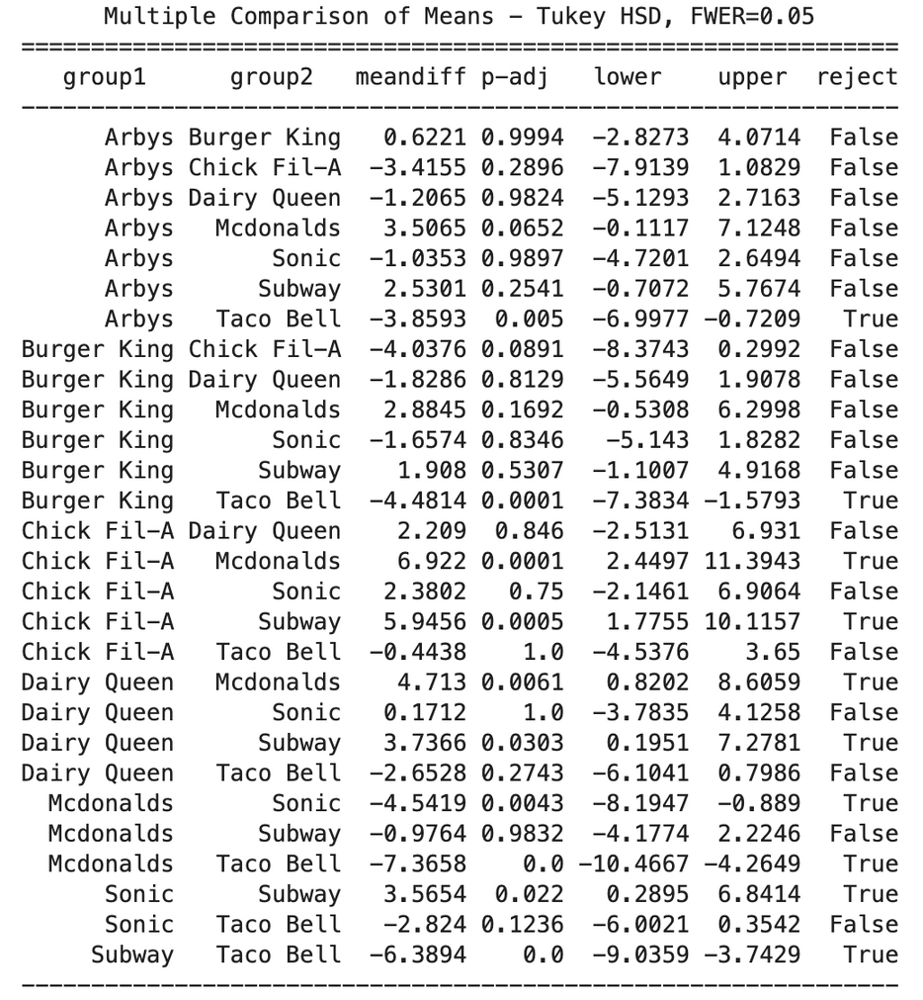 Multiple Comparison of Means - Tukey HSD, FWER=0.05
================================================================
group1 group2 meandiff p-adj lower upper reject
----------------------------------------------------------------
Arbys Burger King 0.6221 0.9994 -2.8273 4.0714 False
Arbys Chick Fil-A -3.4155 0.2896 -7.9139 1.0829 False
Arbys Dairy Queen -1.2065 0.9824 -5.1293 2.7163 False
Arbys Mcdonalds 3.5065 0.0652 -0.1117 7.1248 False
Arbys Sonic -1.0353 0.9897 -4.7201 2.6494 False
Arbys Subway 2.5301 0.2541 -0.7072 5.7674 False
Arbys Taco Bell -3.8593 0.005 -6.9977 -0.7209 True
Burger King Chick Fil-A -4.0376 0.0891 -8.3743 0.2992 False
Burger King Dairy Queen -1.8286 0.8129 -5.5649 1.9078 False
Burger King Mcdonalds 2.8845 0.1692 -0.5308 6.2998 False
Burger King Sonic -1.6574 0.8346 -5.143 1.8282 False
Burger King Subway 1.908 0.5307 -1.1007 4.9168 False
Burger King Taco Bell -4.4814 0.0001 -7.3834 -1.5793 True
Chick Fil-A Dairy Queen 2.209 0.846 -2.5131 6.931 False
Chick Fil-A Mcdonalds 6.922 0.0001 2.4497 11.3943 True
Chick Fil-A Sonic 2.3802 0.75 -2.1461 6.9064 False
Chick Fil-A Subway 5.9456 0.0005 1.7755 10.1157 True
Chick Fil-A Taco Bell -0.4438 1.0 -4.5376 3.65 False
Dairy Queen Mcdonalds 4.713 0.0061 0.8202 8.6059 True
Dairy Queen Sonic 0.1712 1.0 -3.7835 4.1258 False
Dairy Queen Subway 3.7366 0.0303 0.1951 7.2781 True
Dairy Queen Taco Bell -2.6528 0.2743 -6.1041 0.7986 False
Mcdonalds Sonic -4.5419 0.0043 -8.1947 -0.889 True
Mcdonalds Subway -0.9764 0.9832 -4.1774 2.2246 False
Mcdonalds Taco Bell -7.3658 0.0 -10.4667 -4.2649 True
Sonic Subway 3.5654 0.022 0.2895 6.8414 True
Sonic Taco Bell -2.824 0.1236 -6.0021 0.3542 False
Subway Taco Bell -6.3894 0.0 -9.0359 -3.7429 True
----------------------------------------------------------------